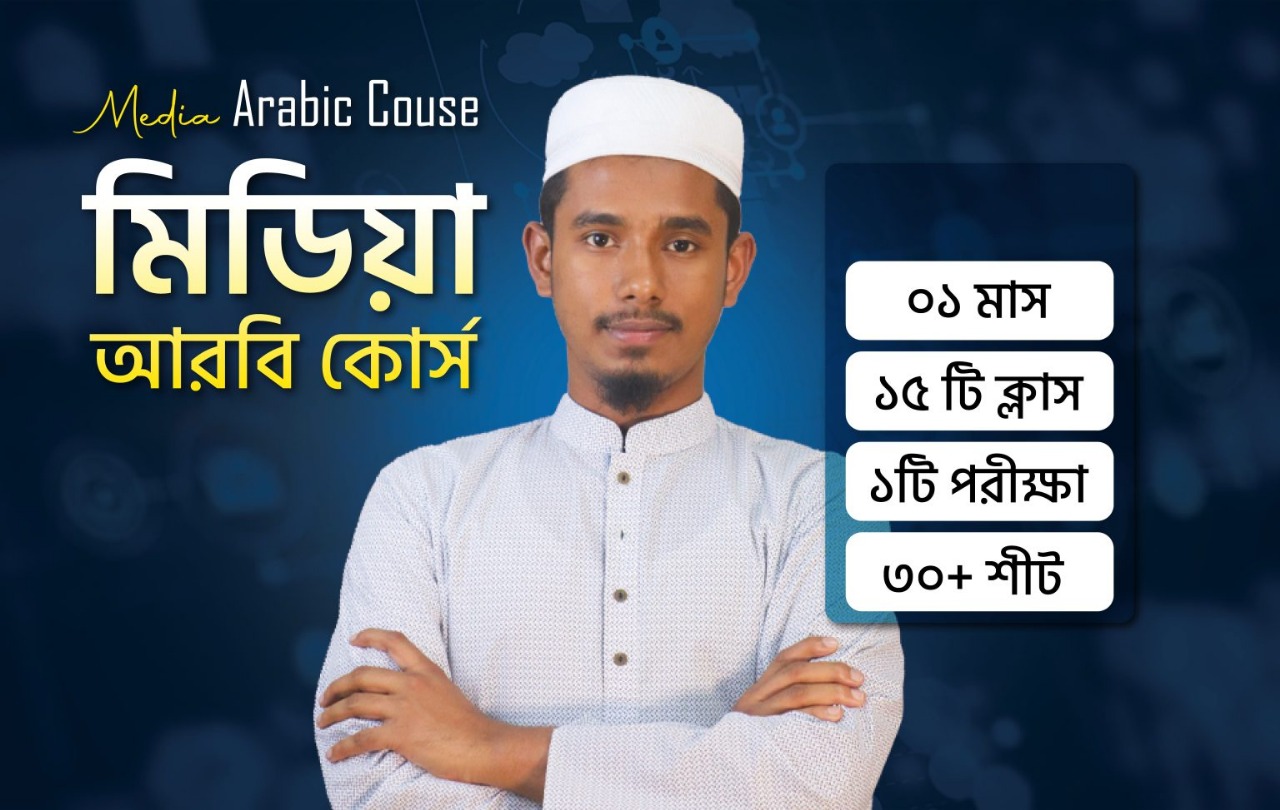 Media Arabic Couse
মিডিয়া
আরবি কোর্স
০১ মাস
১৫ টি ক্লাস
১টি পরীক্ষা
৩০+ শীট